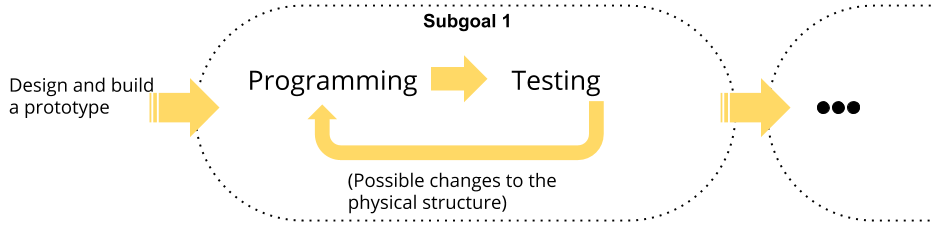 Subgoal 1
Design and build
a prototype
Programming
Testing
(Possible changes to the
physical structure)